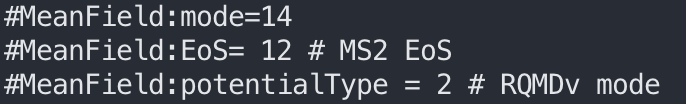 #MeanField:mode=14
#MeanField:EoS= 12 # MS2 EoS
#MeanField:potentialType = 2 # RQMDv mode